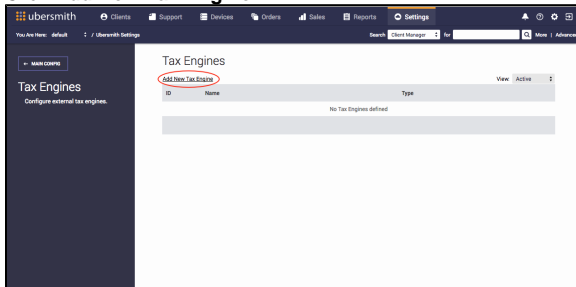 ubersmith Clients Support Devices Orders Sales Reports Settings
You Are Here: default / Ubersmith Settings Search Client Manager for More | Advanced
← MAIN CONFIG
Tax Engines
Configure external tax engines.
Tax Engines
Add New Tax Engine View: Active
ID Name Type
No Tax Engines defined